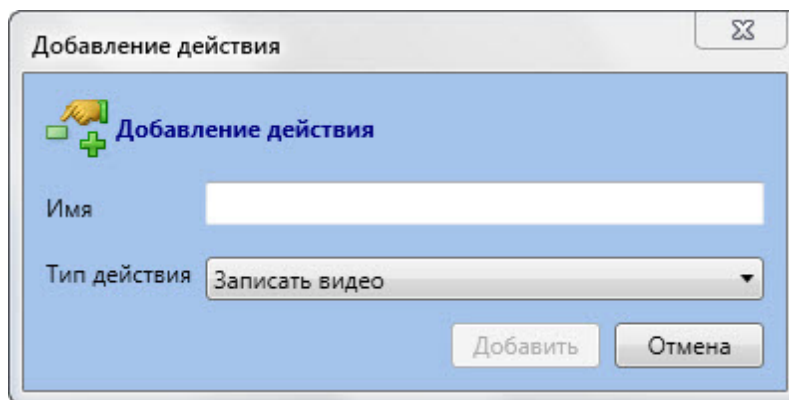 Добавление действия
Добавление действия
Имя
Тип действия Записать видео
Добавить Отмена